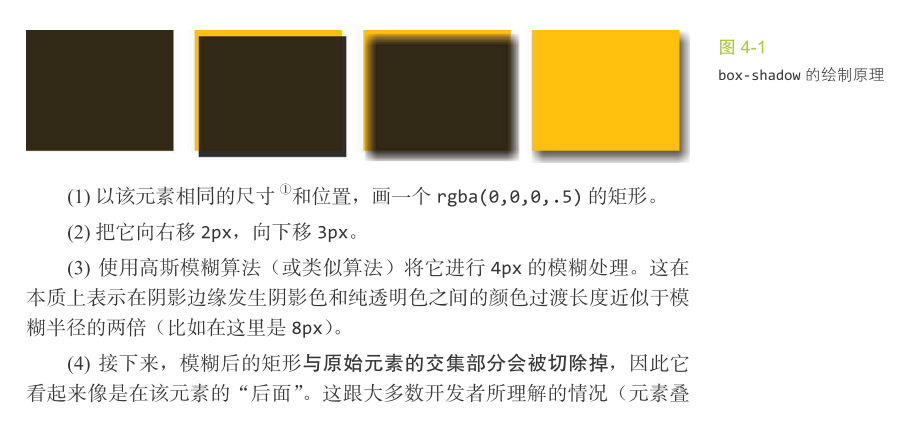 图 4-1
box-shadow 的绘制原理
(1) 以该元素相同的尺寸①和位置，画一个 rgba(0,0,0,.5) 的矩形。
(2) 把它向右移 2px，向下移 3px。
(3) 使用高斯模糊算法（或类似算法）将它进行 4px 的模糊处理。这在
本质上表示在阴影边缘发生阴影色和纯透明色之间的颜色过渡长度近似于模
糊半径的两倍（比如在这里是 8px）。
(4) 接下来，模糊后的矩形与原始元素的交集部分会被切除掉，因此它
看起来像是在该元素的“后面”。这跟大多数开发者所理解的情况（元素叠